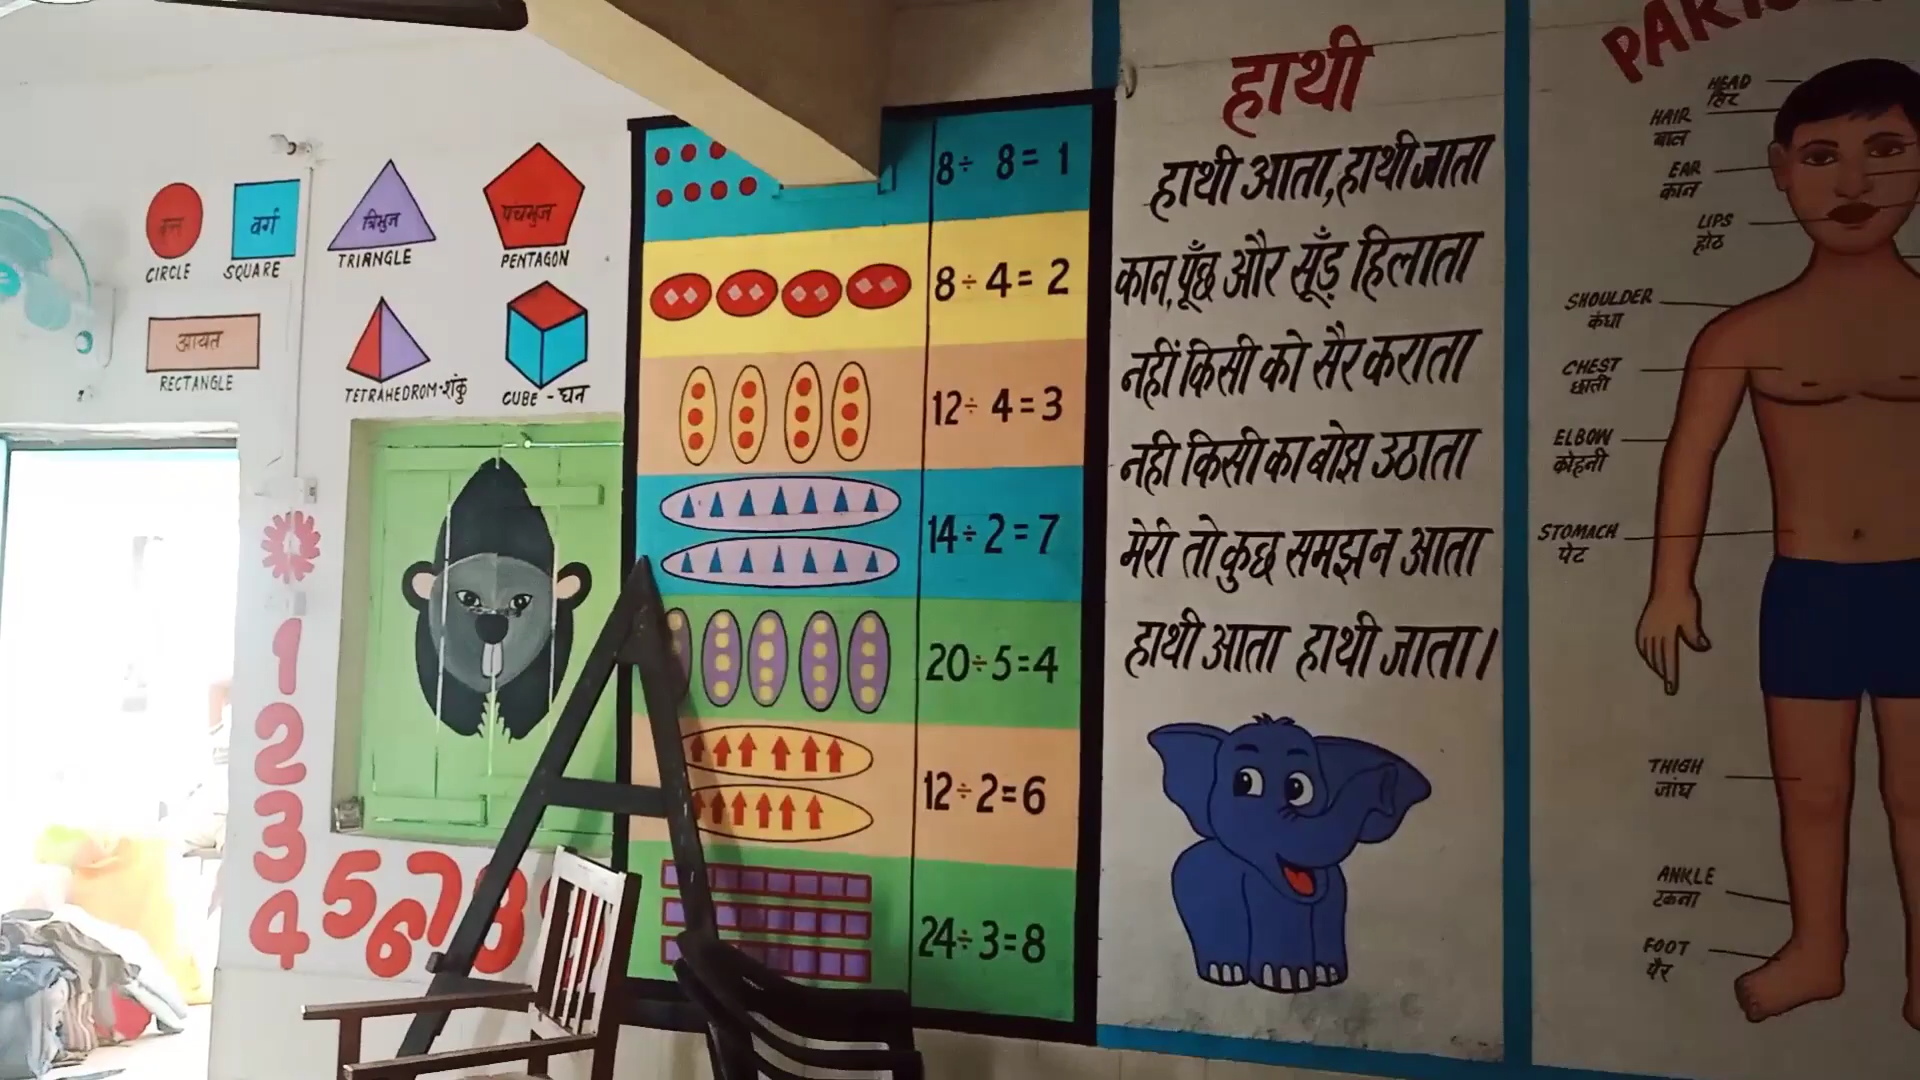 वृत्त
CIRCLE
वर्ग
SQUARE
त्रिभुज
TRIANGLE
पंचभुज
PENTAGON
आयत
RECTANGLE
TETRAHEDROM-शंकु
CUBE - घन
1
2
3
4
5
6
7
8
8÷ 8= 1
8÷4= 2
12÷ 4=3
14÷2=7
20÷5=4
12÷2=6
24÷3=8
हाथी
हाथी आता, हाथी जाता
कान, पूँछ और सूँड़ हिलाता
नहीं किसी को सैर कराता
नही किसी का बोझ उठाता
मेरी तो कुछ समझ न आता
हाथी आता हाथी जाता।
HEAD
सिर
HAIR
बाल
EAR
कान
LIPS
होठ
SHOULDER
कंधा
CHEST
छाती
ELBOW
कोहनी
STOMACH
पेट
THIGH
जांघ
ANKLE
टकना
FOOT
पैर